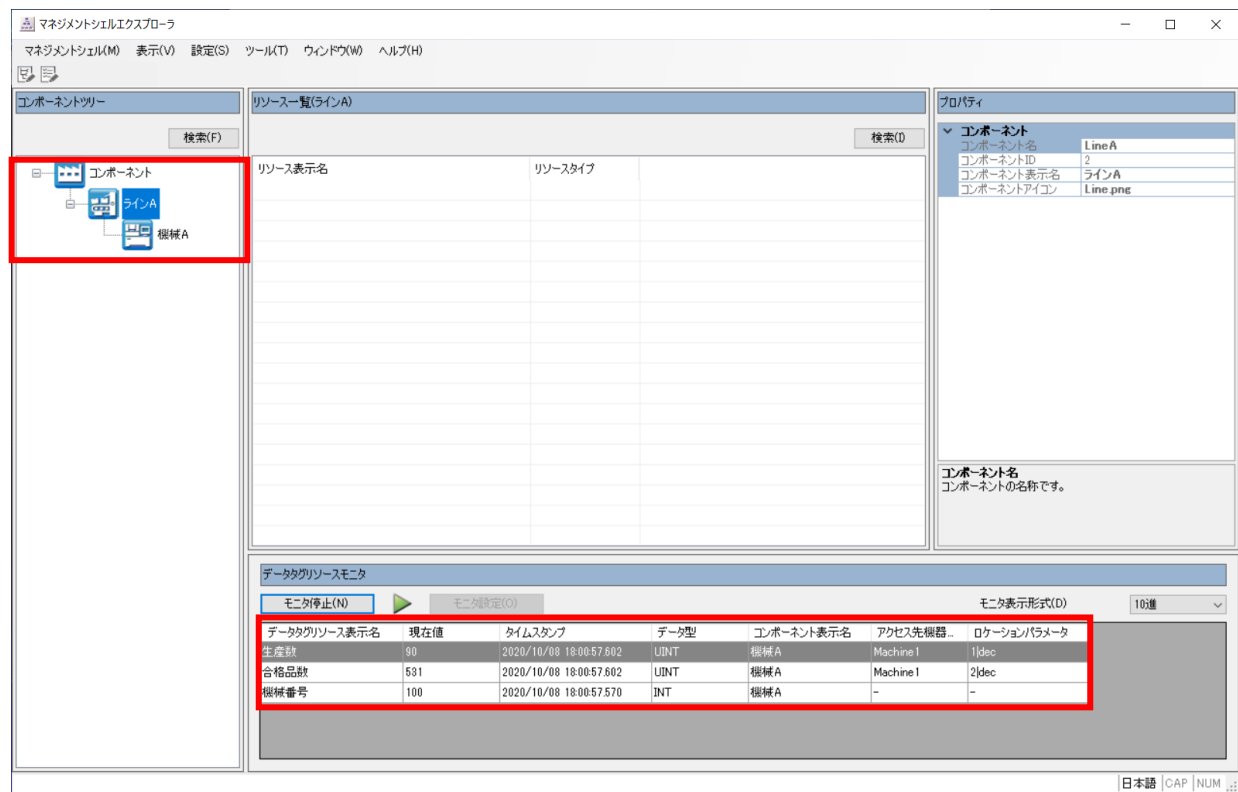 マネジメントシェルエクスプローラ
マネジメントシェル(M) 表示(V) 設定(S) ツール(T) ウィンドウ(W) ヘルプ(H)
コンポーネントツリー
検索(F)
コンポーネント
ラインA
機械A
リソース一覧(ラインA)
検索(I)
リソース表示名 リソースタイプ
プロパティ
コンポーネント
コンポーネント名 LineA
コンポーネントID 2
コンポーネント表示名 ラインA
コンポーネントアイコン Line.png
コンポーネント名
コンポーネントの名称です。
データタグリソースモニタ
モニタ停止(N) モニタ設定(O) モニタ表示形式(D) 10進
データタグリソース表示名 現在値 タイムスタンプ データ型 コンポーネント表示名 アクセス先機器... ロケーションパラメータ
生産数 90 2020/10/08 18:00:57.602 UINT 機械A Machine1 1|dec
合格品数 531 2020/10/08 18:00:57.602 UINT 機械A Machine1 2|dec
機械番号 100 2020/10/08 18:00:57.570 INT 機械A - -
日本語 CAP NUM